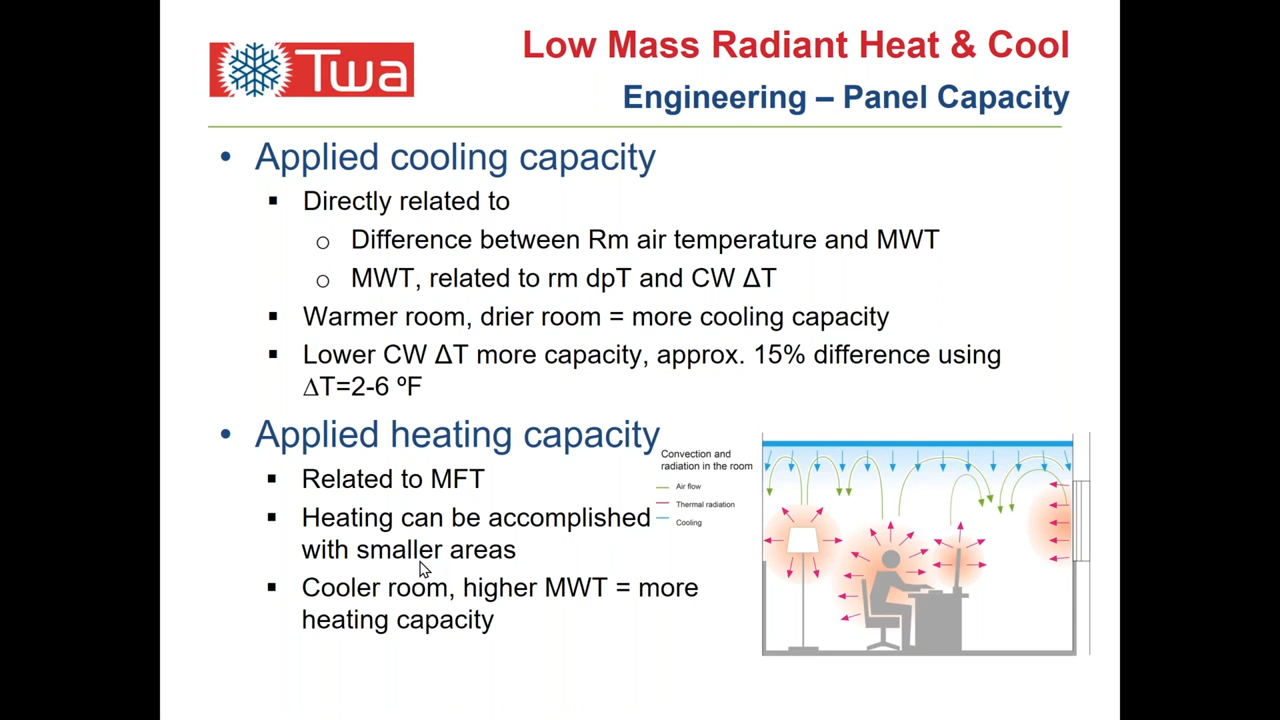 Twa
Low Mass Radiant Heat & Cool
Engineering – Panel Capacity
• Applied cooling capacity
▪ Directly related to
o Difference between Rm air temperature and MWT
o MWT, related to rm dpT and CW ΔT
▪ Warmer room, drier room = more cooling capacity
▪ Lower CW ΔT more capacity, approx. 15% difference using
ΔT=2-6 ºF
• Applied heating capacity
▪ Related to MFT
▪ Heating can be accomplished
with smaller areas
▪ Cooler room, higher MWT = more
heating capacity
Convection and
radiation in the room
Air flow
Thermal radiation
Cooling